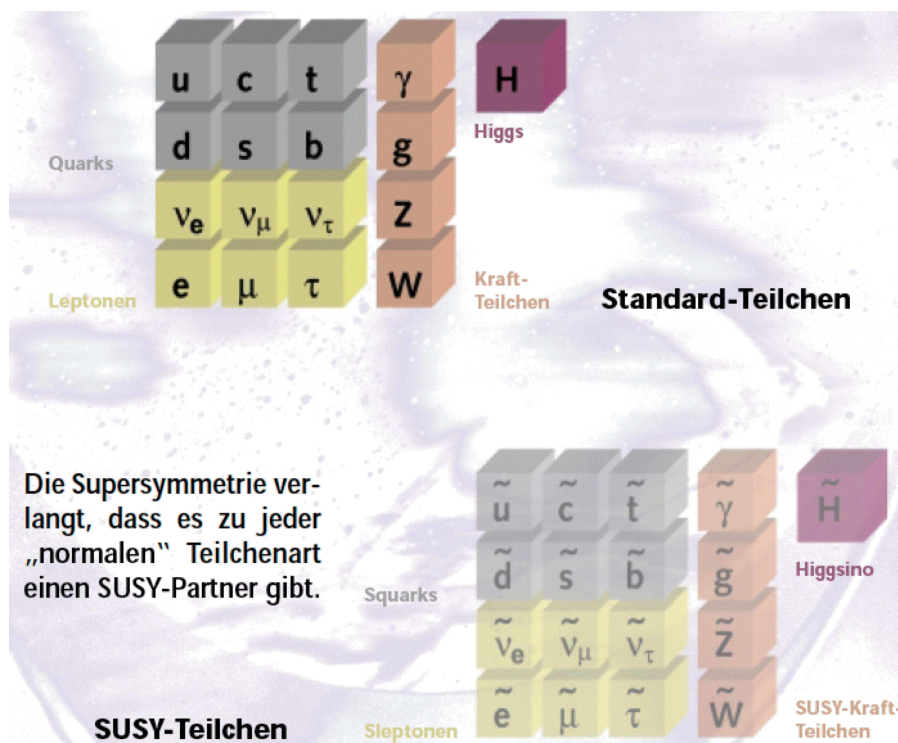 u c t γ H
Higgs
d s b g
Quarks
νe νμ ντ Z
e μ τ W
Leptonen
Kraft-
Teilchen
Standard-Teilchen
Die Supersymmetrie ver-
langt, dass es zu jeder
„normalen“ Teilchenart
einen SUSY-Partner gibt.
ũ c̃ t̃ γ̃ H̃
Higgsino
d̃ s̃ b̃ g̃
Squarks
ν̃e ν̃μ ν̃τ Z̃
ẽ μ̃ τ̃ W̃
SUSY-Kraft-
Teilchen
Sleptonen
SUSY-Teilchen